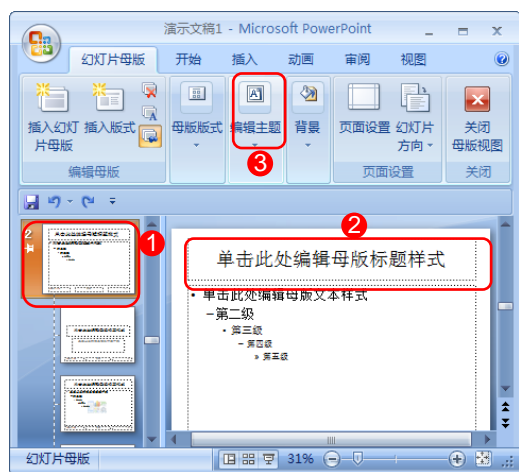 演示文稿1 - Microsoft PowerPoint
幻灯片母版 开始 插入 动画 审阅 视图
插入幻灯片母版 插入版式 母版版式 编辑主题 背景 页面设置 幻灯片方向 关闭母版视图
编辑母版 页面设置 关闭
3
2
1
2
单击此处编辑母版标题样式
• 单击此处编辑母版文本样式
–第二级
• 第三级
– 第四级
» 第五级
幻灯片母版 31%